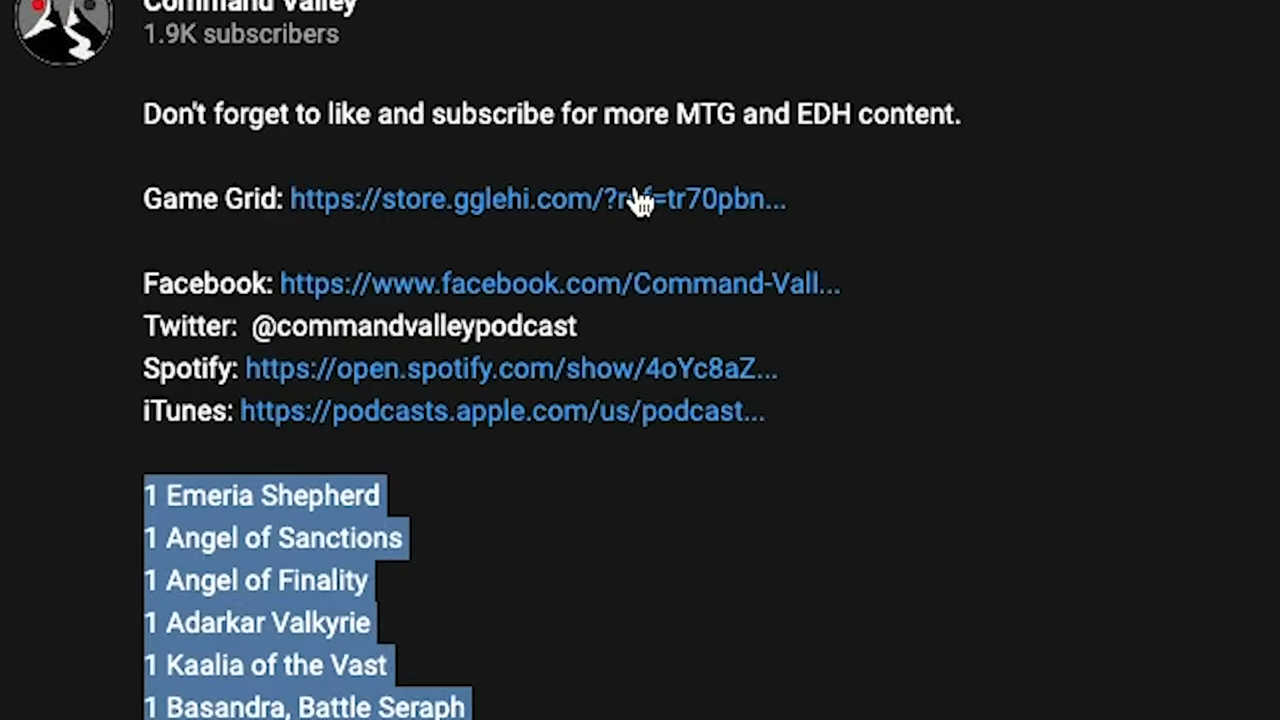 Command Valley
1.9K subscribers
Don't forget to like and subscribe for more MTG and EDH content.
Game Grid: https://store.gglehi.com/?ref=tr70pbn...
Facebook: https://www.facebook.com/Command-Vall...
Twitter: @commandvalleypodcast
Spotify: https://open.spotify.com/show/4oYc8aZ...
iTunes: https://podcasts.apple.com/us/podcast...
1 Emeria Shepherd
1 Angel of Sanctions
1 Angel of Finality
1 Adarkar Valkyrie
1 Kaalia of the Vast
1 Basandra, Battle Seraph